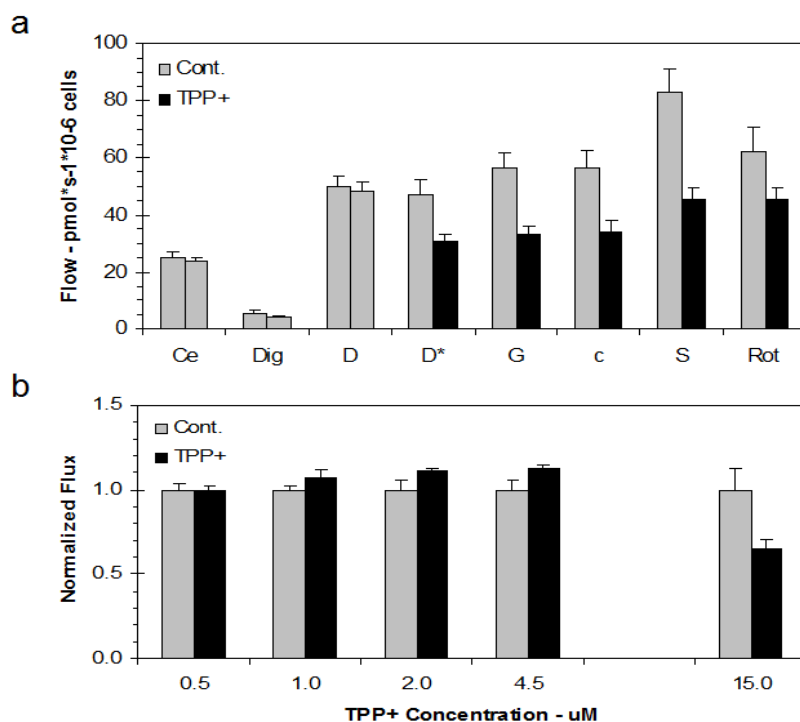 a
100
80
60
40
20
0
Flow - pmol*s-1*10-6 cells
Cont.
TPP+
Ce Dig D D* G c S Rot
b
1.5
1.0
0.5
0.0
Normalized Flux
Cont.
TPP+
0.5 1.0 2.0 4.5 15.0
TPP+ Concentration - uM